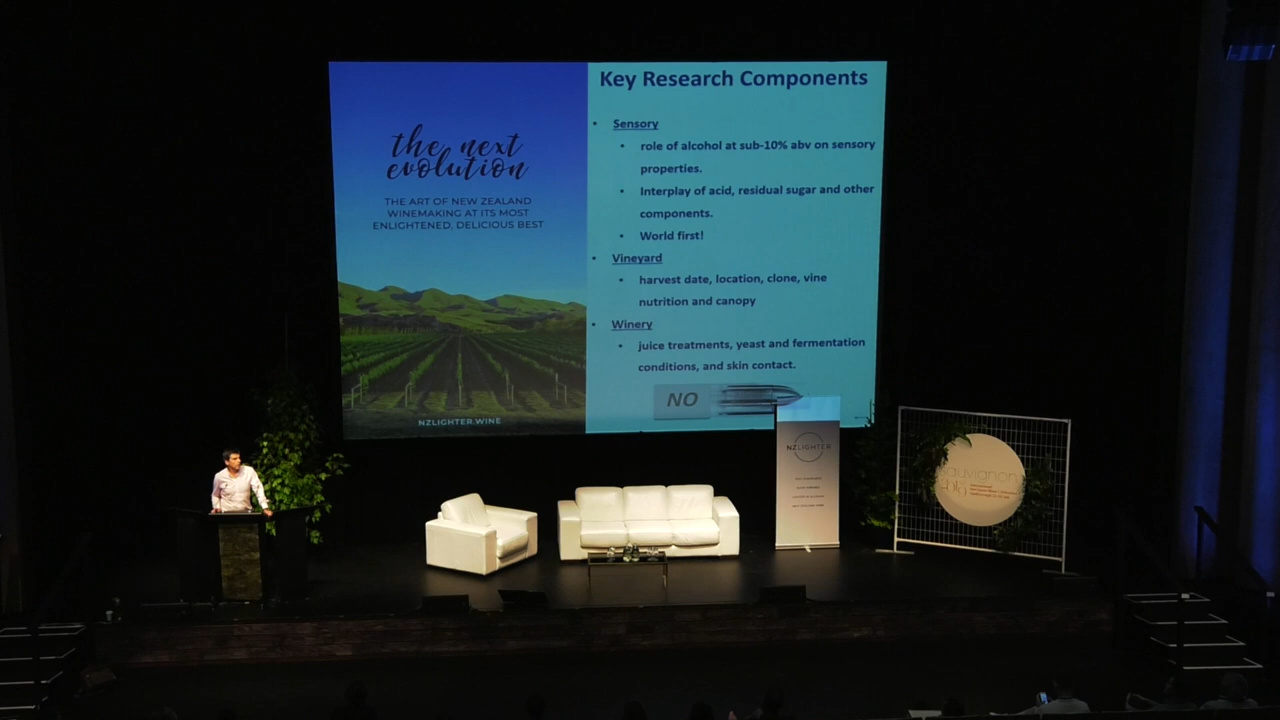 the next
evolution
THE ART OF NEW ZEALAND
WINEMAKING AT ITS MOST
ENLIGHTENED, DELICIOUS BEST
NZLIGHTER.WINE
Key Research Components
• Sensory
• role of alcohol at sub-10% abv on sensory
properties.
• Interplay of acid, residual sugar and other
components.
• World first!
• Vineyard
• harvest date, location, clone, vine
nutrition and canopy
• Winery
• juice treatments, yeast and fermentation
conditions, and skin contact.
NO
NZLIGHTER
sauvignon